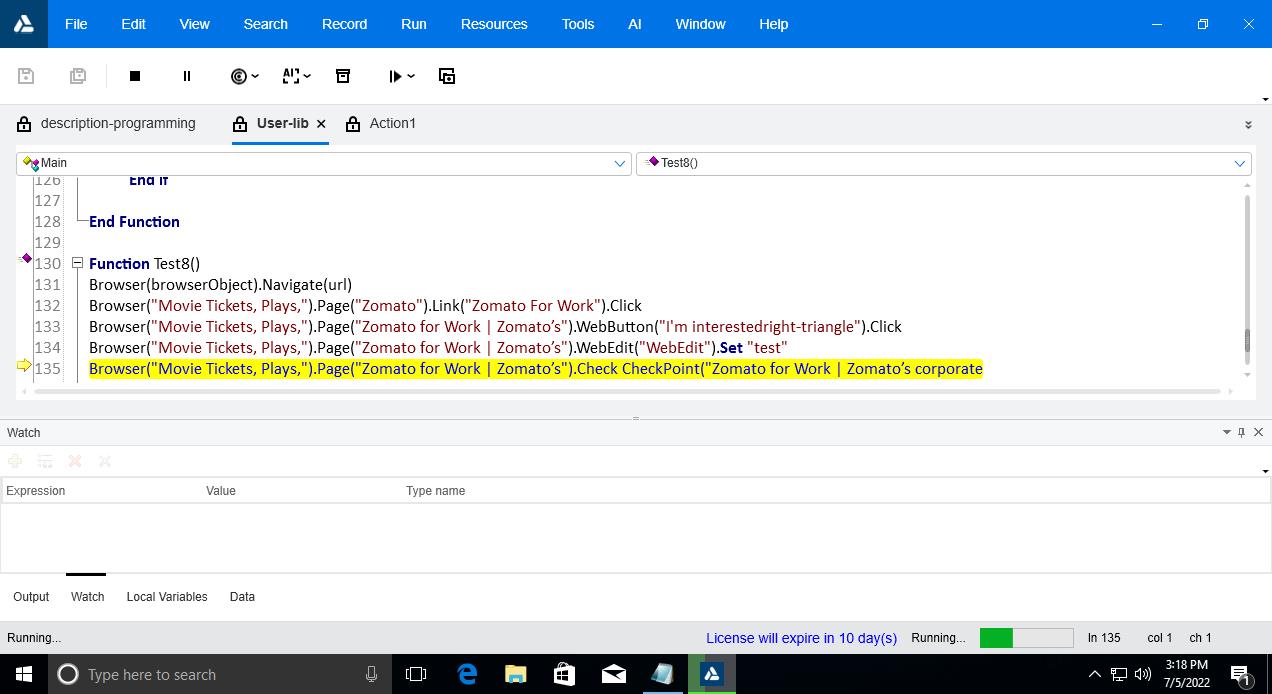 File Edit View Search Record Run Resources Tools AI Window Help
description-programming User-lib Action1
Main Test8()
126 End If
127
128 End Function
129
130 Function Test8()
131 Browser(browserObject).Navigate(url)
132 Browser("Movie Tickets, Plays,").Page("Zomato").Link("Zomato For Work").Click
133 Browser("Movie Tickets, Plays,").Page("Zomato for Work | Zomato’s").WebButton("I'm interestedright-triangle").Click
134 Browser("Movie Tickets, Plays,").Page("Zomato for Work | Zomato’s").WebEdit("WebEdit").Set "test"
135 Browser("Movie Tickets, Plays,").Page("Zomato for Work | Zomato’s").Check CheckPoint("Zomato for Work | Zomato’s corporate
Watch
Expression Value Type name
Output Watch Local Variables Data
Running... License will expire in 10 day(s) Running... ln 135 col 1 ch 1
Type here to search 3:18 PM
7/5/2022 1